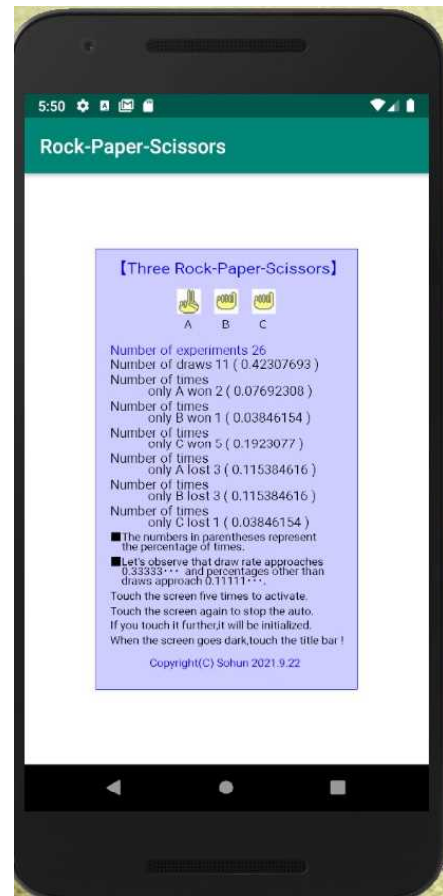 5:50
Rock-Paper-Scissors
【Three Rock-Paper-Scissors】
A B C
Number of experiments 26
Number of draws 11 ( 0.42307693 )
Number of times
only A won 2 ( 0.07692308 )
Number of times
only B won 1 ( 0.03846154 )
Number of times
only C won 5 ( 0.1923077 )
Number of times
only A lost 3 ( 0.115384616 )
Number of times
only B lost 3 ( 0.115384616 )
Number of times
only C lost 1 ( 0.03846154 )
■The numbers in parentheses represent
the percentage of times.
■Let's observe that draw rate approaches
0.33333··· and percentages other than
draws approach 0.11111···.
Touch the screen five times to activate.
Touch the screen again to stop the auto.
If you touch it further,it will be initialized.
When the screen goes dark,touch the title bar !
Copyright(C) Sohun 2021.9.22